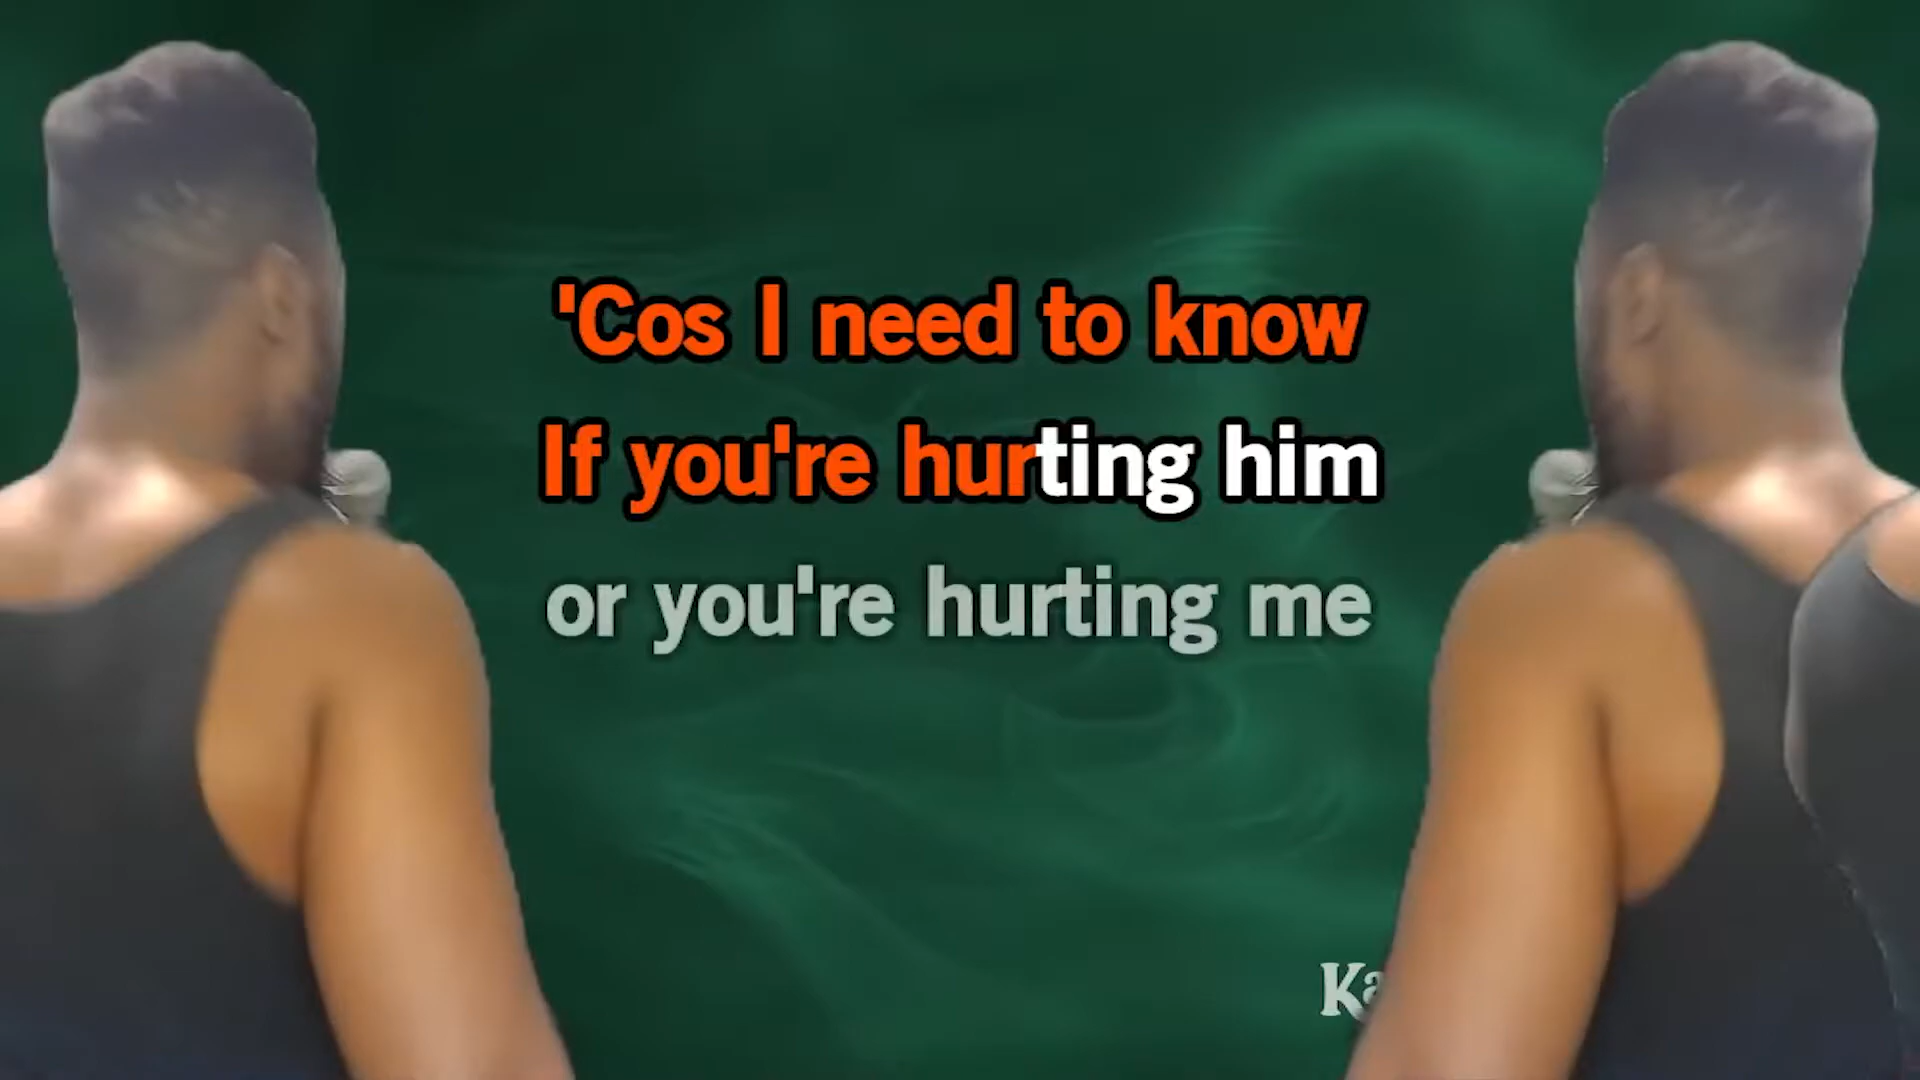 'Cos I need to know
If you're hurting him
or you're hurting me
Ka